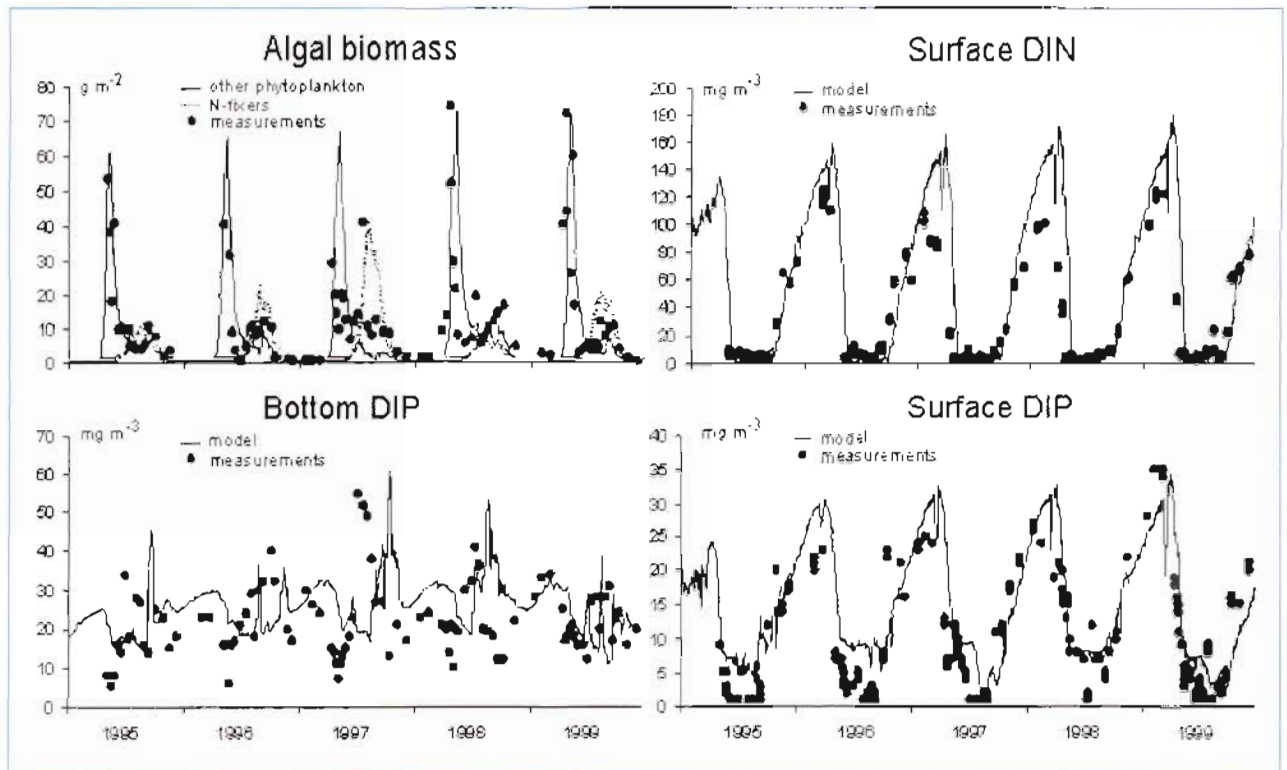 Algal biomass
80
g m-2
other phytoplankton
N-fixers
measurements
70
60
50
40
30
20
10
0
Surface DIN
200
mg m-3
model
measurements
180
160
140
120
100
80
60
40
20
0
Bottom DIP
70
mg m-3
model
measurements
60
50
40
30
20
10
0
1995 1996 1997 1998 1999
Surface DIP
40
mg m-3
model
measurements
35
30
25
20
15
10
5
0
1995 1996 1997 1998 1999